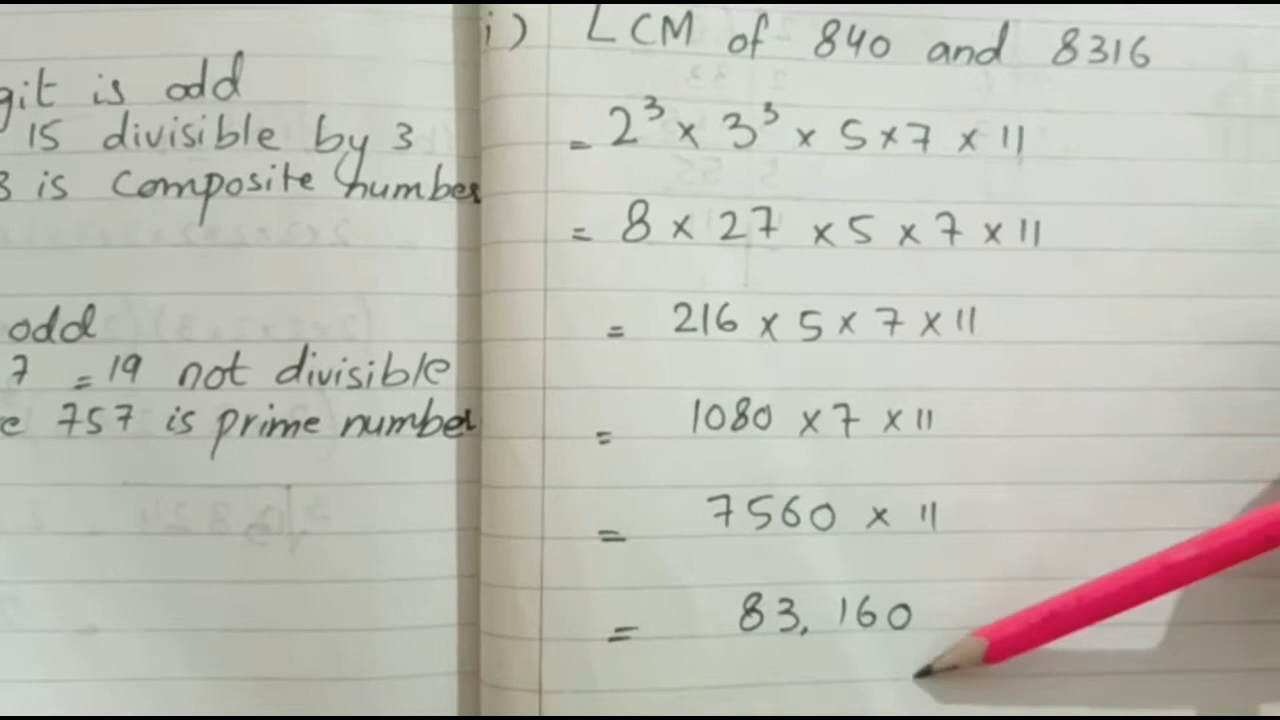 git is odd
15 divisible by 3
3 is composite number
odd
7 = 19 not divisible
e 757 is prime number
i) LCM of 840 and 8316
= 2³ × 3³ × 5 × 7 × 11
= 8 × 27 × 5 × 7 × 11
= 216 × 5 × 7 × 11
= 1080 × 7 × 11
= 7560 × 11
= 83,160